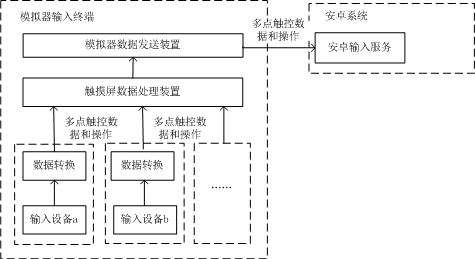 模拟器输入终端
安卓系统
多点触控数
据和操作
模拟器数据发送装置
安卓输入服务
触摸屏数据处理装置
多点触控数
据和操作
多点触控数
据和操作
数据转换
数据转换
......
输入设备a
输入设备b